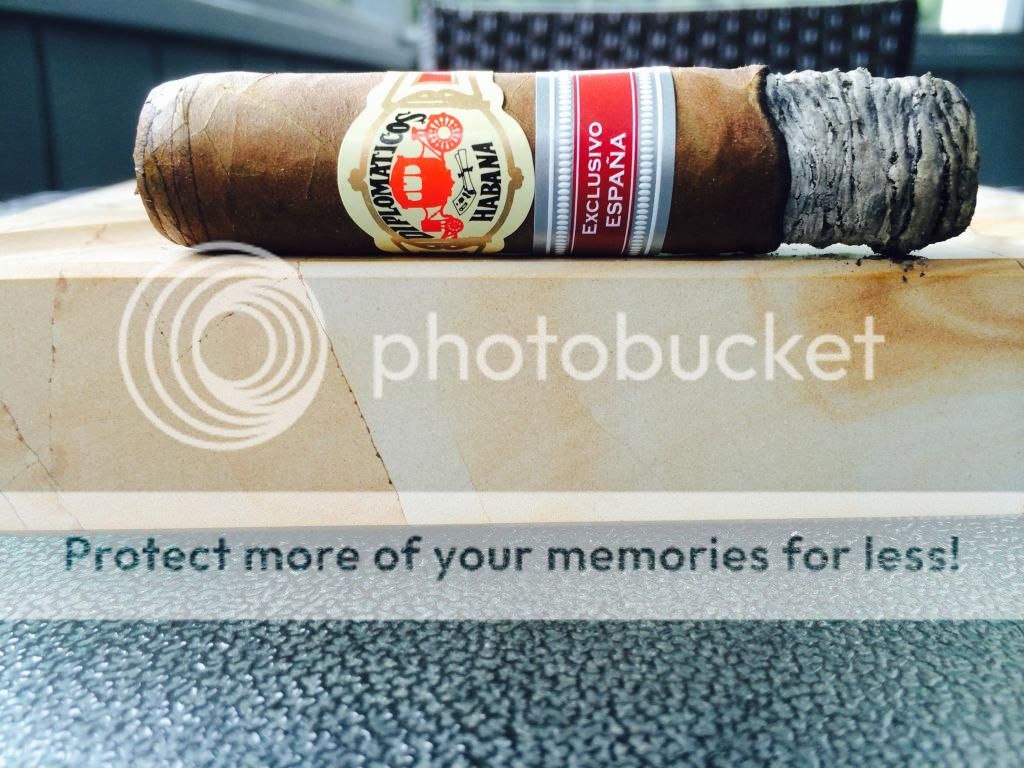 DIPLOMATICOS
HABANA
EXCLUSIVO
ESPAÑA
photobucket
Protect more of your memories for less!